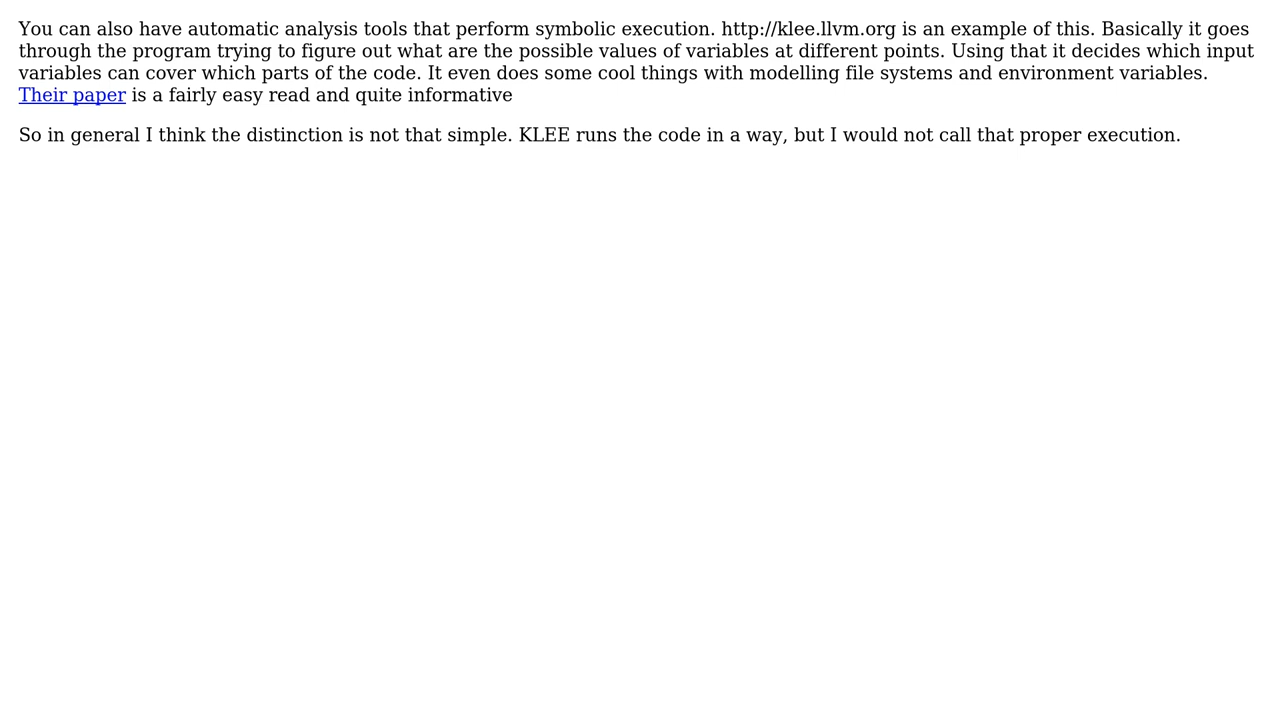 You can also have automatic analysis tools that perform symbolic execution. http://klee.llvm.org is an example of this. Basically it goes
through the program trying to figure out what are the possible values of variables at different points. Using that it decides which input
variables can cover which parts of the code. It even does some cool things with modelling file systems and environment variables.
Their paper is a fairly easy read and quite informative
So in general I think the distinction is not that simple. KLEE runs the code in a way, but I would not call that proper execution.